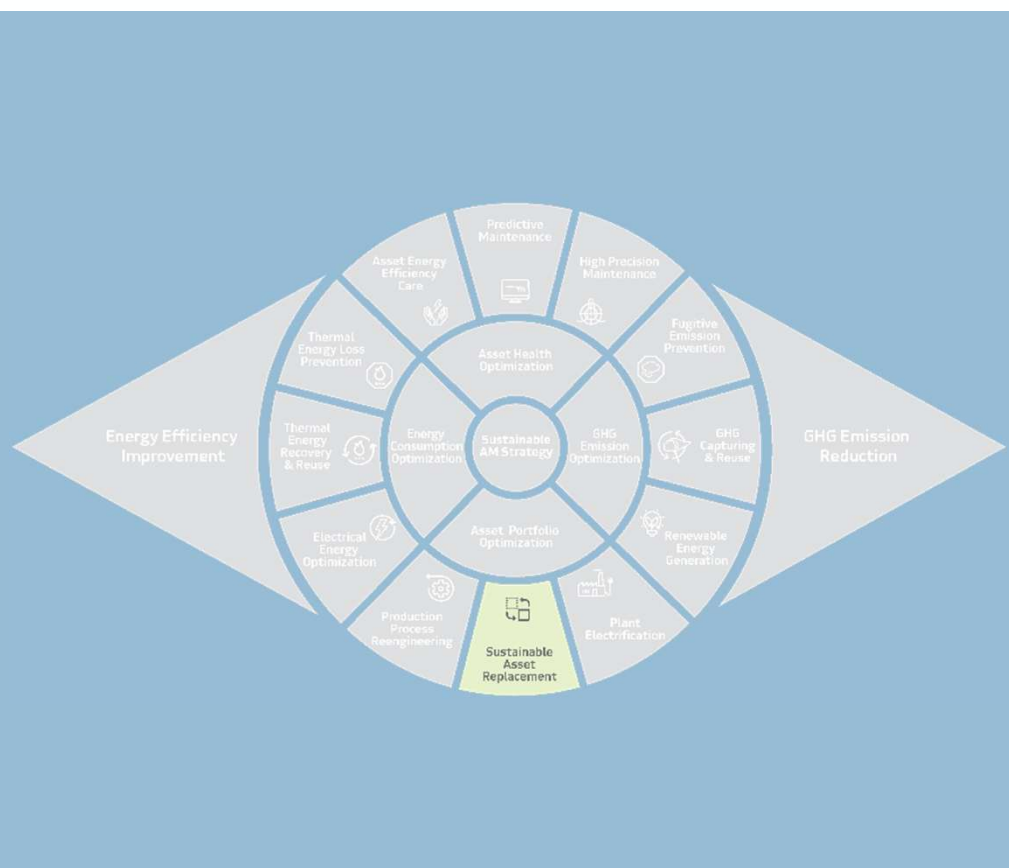 Predictive
Maintenance
Asset Energy
Efficiency
Care
High Precision
Maintenance
Thermal
Energy Loss
Prevention
Fugitive
Emission
Prevention
Asset Health
Optimization
Energy Efficiency
Improvement
Thermal
Energy
Recovery
& Reuse
Energy
Consumption
Optimization
Sustainable
AM Strategy
GHG
Emission
Optimization
GHG
Capturing
& Reuse
GHG Emission
Reduction
Electrical
Energy
Optimization
Asset Portfolio
Optimization
Renewable
Energy
Generation
Production
Process
Reengineering
Sustainable
Asset
Replacement
Plant
Electrification